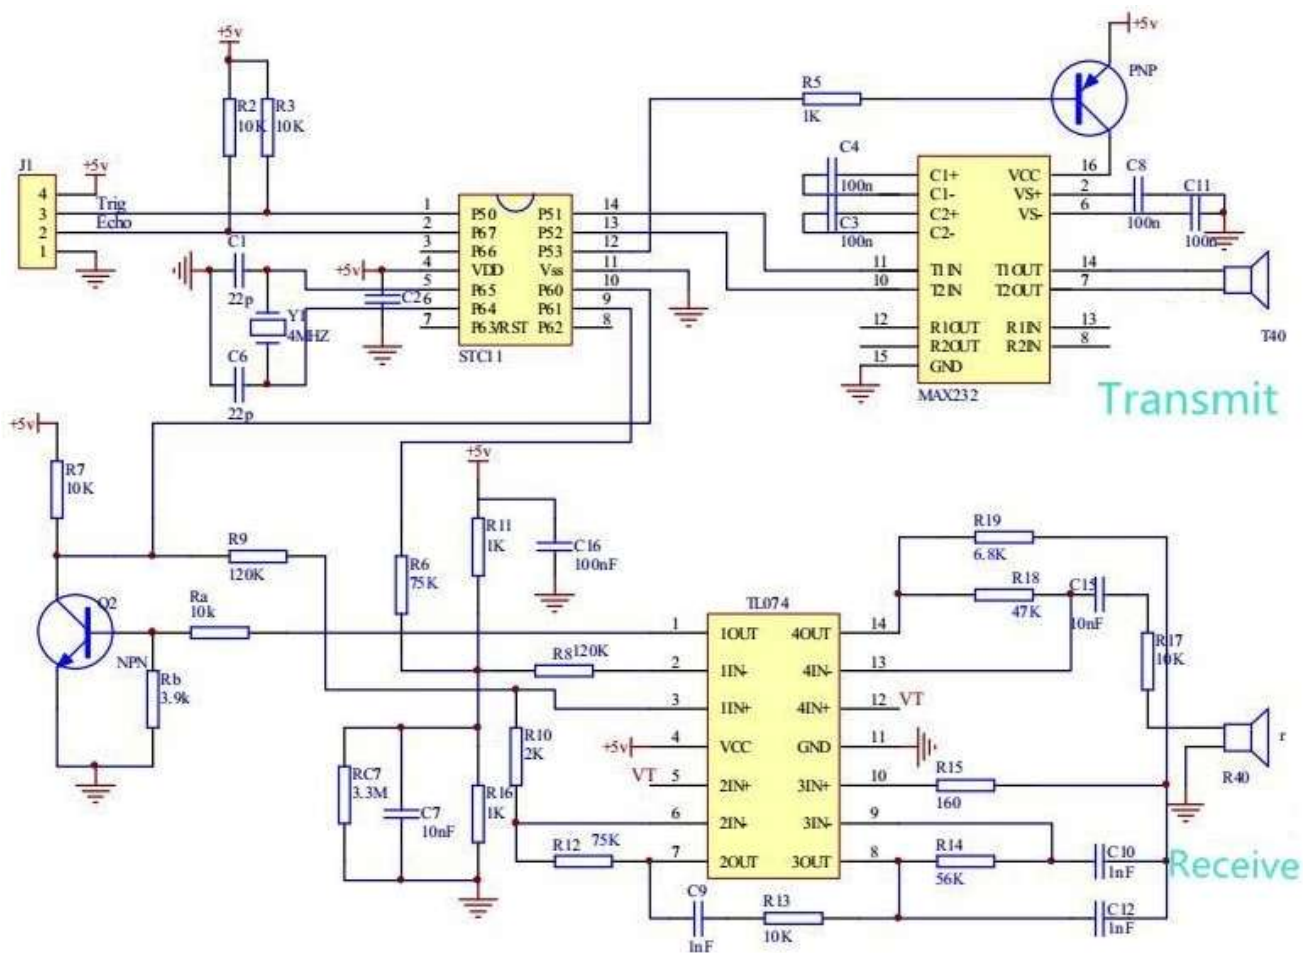 +5v
+5v
R5
1K
PNP
R2
10K
R3
10K
J1
+5v
4
3
2
1
Trig
Echo
C4
100n
C3
100n
C1+
C1-
C2+
C2-
T1IN
T2IN
R1OUT
R2OUT
GND
VCC
VS+
VS-
T1OUT
T2OUT
R1IN
R2IN
16
2
6
14
7
13
8
11
10
12
15
MAX232
C8
100n
C11
100n
T40
Transmit
1
2
3
4
5
6
7
P50
P67
P66
VDD
P65
P64
P63/RST
P51
P52
P53
Vss
P60
P61
P62
14
13
12
11
10
9
8
STC11
C1
22p
+5v
C2
Y1
4MHZ
C6
22p
+5v
R7
10K
R9
120K
Ra
10k
Q2
NPN
Rb
3.9k
+5v
R11
1K
C16
100nF
R6
75K
R8
120K
R10
2K
RC7
3.3M
C7
10nF
R16
1K
R12
75K
C9
1nF
R13
10K
TL074
1
2
3
+5v
4
VT
5
6
7
1OUT
1IN-
1IN+
VCC
2IN+
2IN-
2OUT
4OUT
4IN-
4IN+
GND
3IN+
3IN-
3OUT
14
13
12
VT
11
10
9
8
R19
6.8K
R18
47K
C15
10nF
R17
10K
r
R40
R15
160
R14
56K
C10
1nF
C12
1nF
Receive